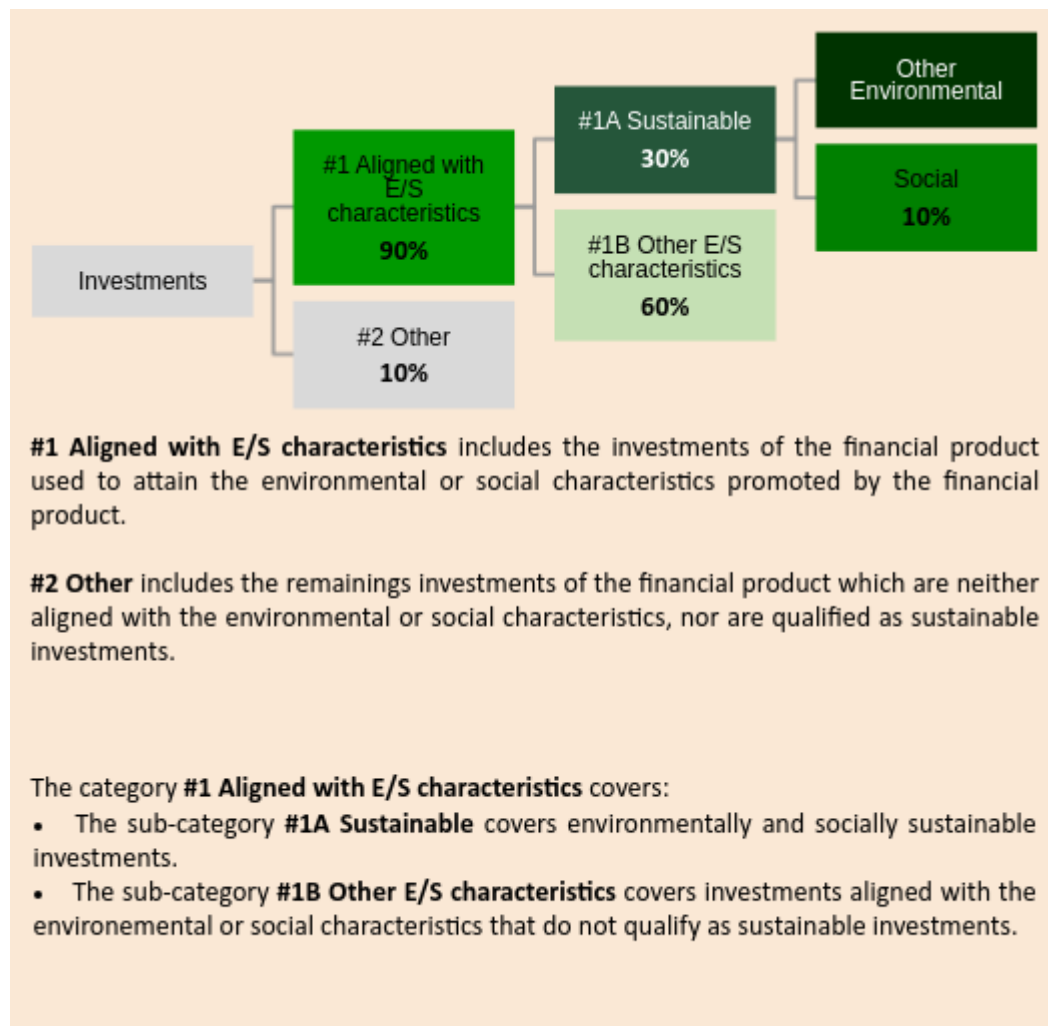 Other
Environmental
#1A Sustainable
30%
#1 Aligned with
E/S
characteristics
90%
Social
10%
#1B Other E/S
characteristics
60%
Investments
#2 Other
10%
#1 Aligned with E/S characteristics includes the investments of the financial product
used to attain the environmental or social characteristics promoted by the financial
product.
#2 Other includes the remainings investments of the financial product which are neither
aligned with the environmental or social characteristics, nor are qualified as sustainable
investments.
The category #1 Aligned with E/S characteristics covers:
• The sub-category #1A Sustainable covers environmentally and socially sustainable
investments.
• The sub-category #1B Other E/S characteristics covers investments aligned with the
environemental or social characteristics that do not qualify as sustainable investments.